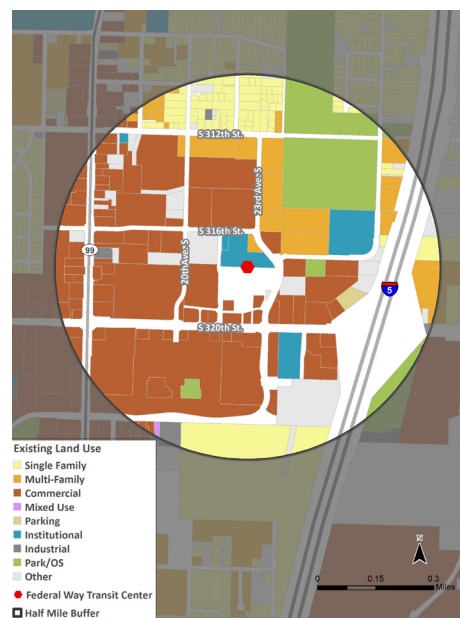 S 312th St.
23rd Ave. S
S 316th St.
20th Ave. S
99
5
S 320th St.
Existing Land Use
Single Family
Multi-Family
Commercial
Mixed Use
Parking
Institutional
Industrial
Park/OS
Other
Federal Way Transit Center
Half Mile Buffer
N
0 0.15 0.3
Miles